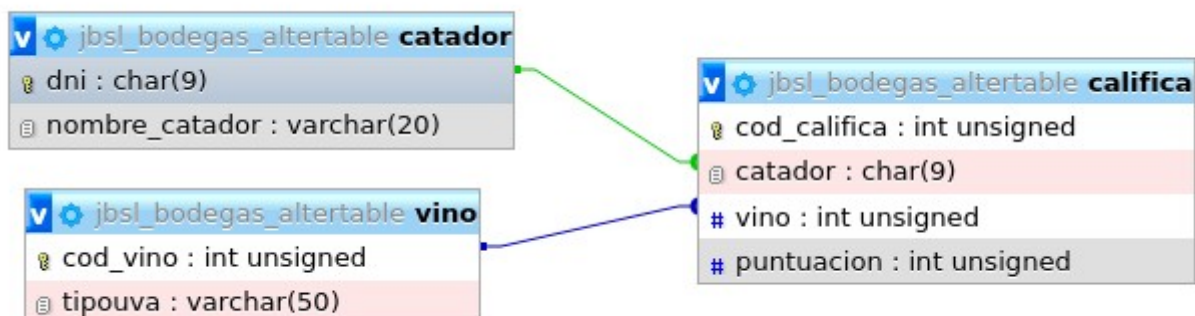 v jbsl_bodegas_altertable catador
dni : char(9)
nombre_catador : varchar(20)
v jbsl_bodegas_altertable vino
cod_vino : int unsigned
tipouva : varchar(50)
v jbsl_bodegas_altertable califica
cod_califica : int unsigned
catador : char(9)
# vino : int unsigned
# puntuacion : int unsigned